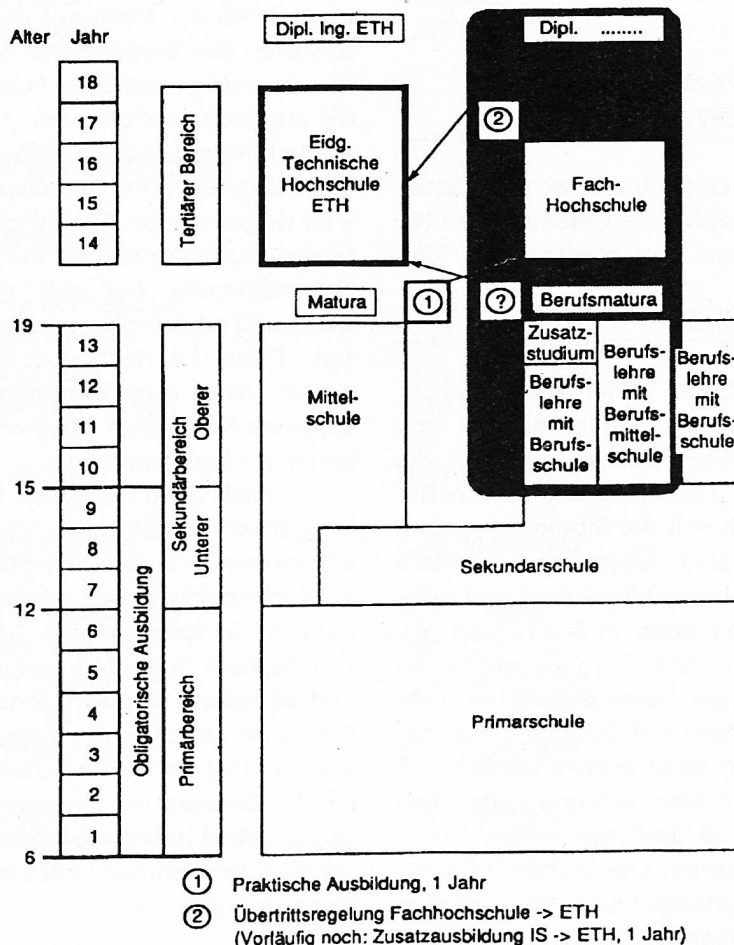 Dipl. Ing. ETH
Dipl. ........
Alter Jahr
18
17
16
15
14
Tertiärer Bereich
Eidg.
Technische
Hochschule
ETH
2
Fach-
Hochschule
Matura
1
?
Berufsmatura
19
13
12
11
10
15
9
8
7
12
6
5
4
3
2
1
6
Obligatorische Ausbildung
Sekundärbereich
Unterer Oberer
Primärbereich
Mittel-
schule
Zusatz-
studium
Berufs-
lehre
mit
Berufs-
schule
Berufs-
lehre
mit
Berufs-
mittel-
schule
Berufs-
lehre
mit
Berufs-
schule
Sekundarschule
Primarschule
1 Praktische Ausbildung, 1 Jahr
2 Übertrittsregelung Fachhochschule -> ETH
(Vorläufig noch: Zusatzausbildung IS -> ETH, 1 Jahr)